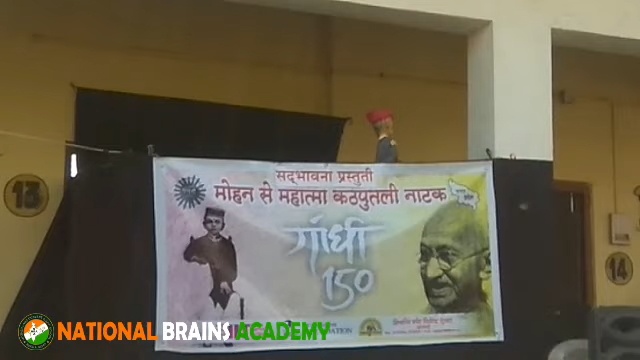 सद्भावना प्रस्तुती
मोहन से महात्मा कठपुतली नाटक
गांधी
150
13
14
NATIONAL BRAINS ACADEMY